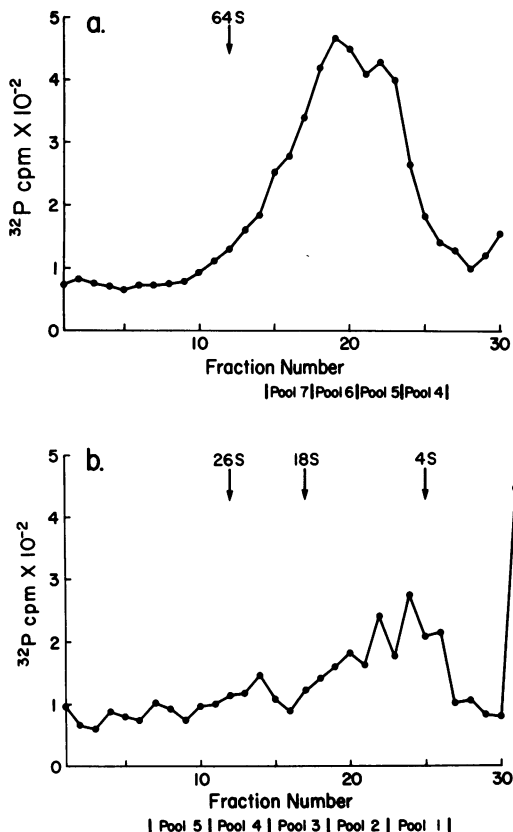 a.
64S
5
4
3
2
1
0
³²P cpm X 10⁻²
10 20 30
Fraction Number
|Pool 7|Pool 6|Pool 5|Pool 4|
b.
26S 18S 4S
5
4
3
2
1
0
³²P cpm X 10⁻²
10 20 30
Fraction Number
| Pool 5 | Pool 4 | Pool 3 | Pool 2 | Pool 1 |